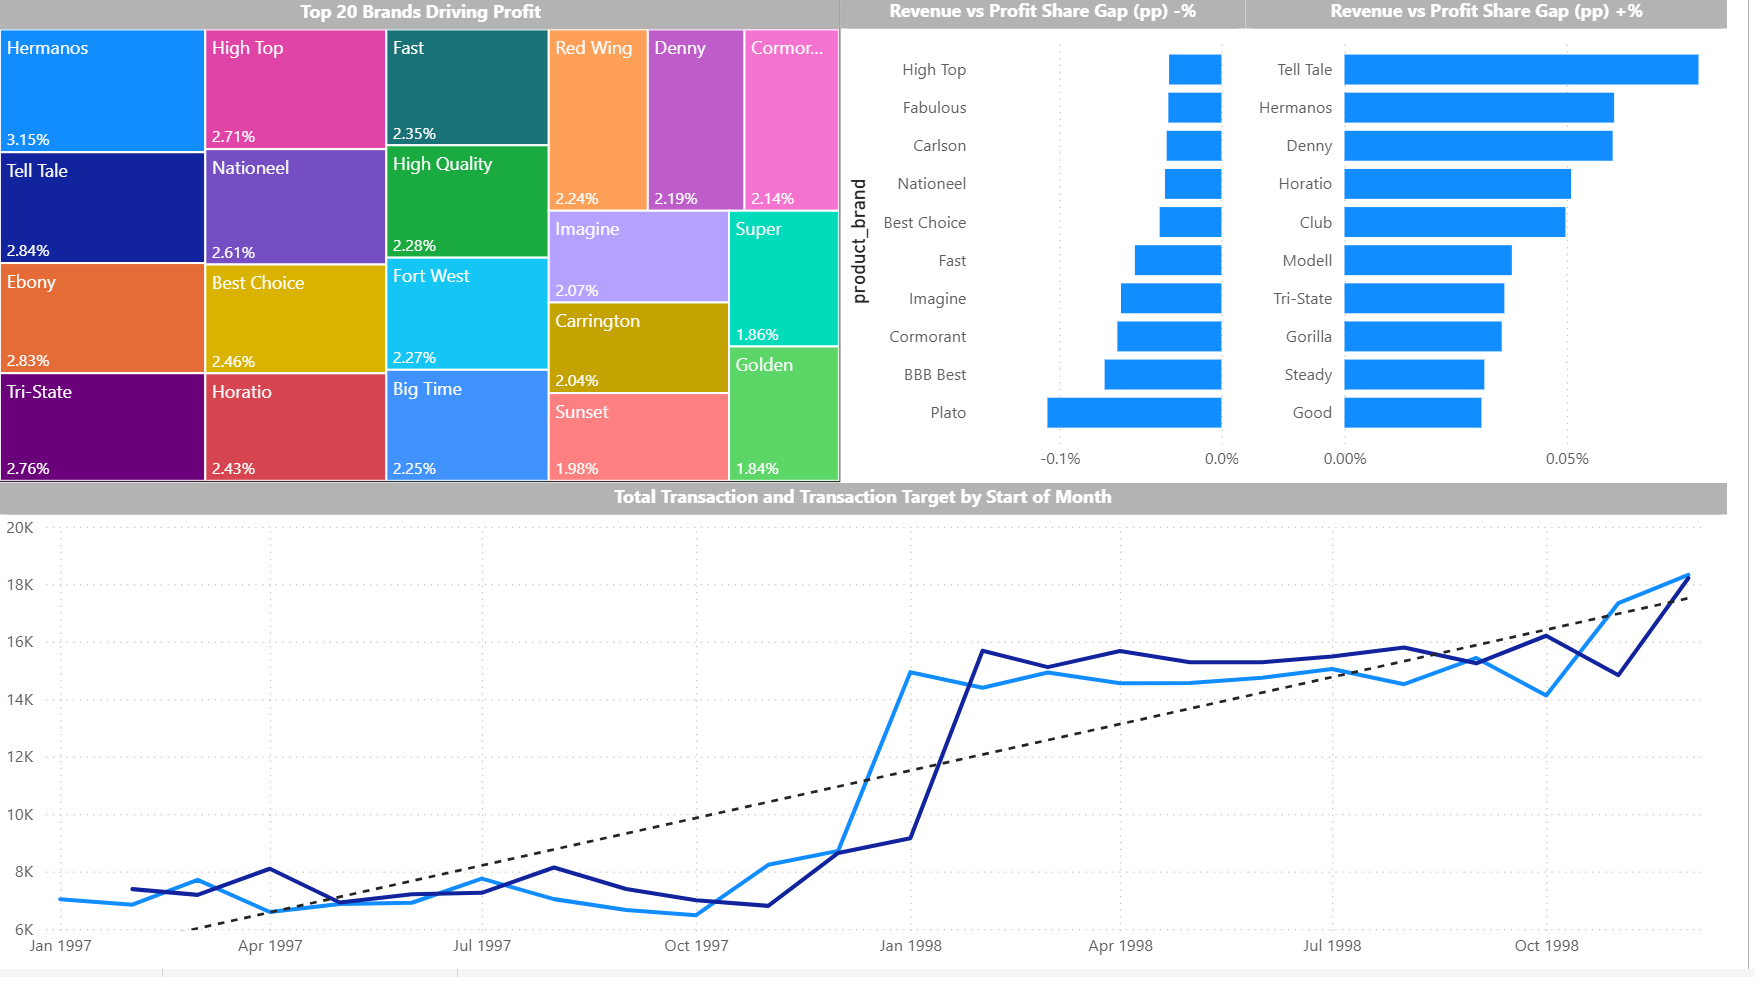 Top 20 Brands Driving Profit
Hermanos
3.15%
Tell Tale
2.84%
Ebony
2.83%
Tri-State
2.76%
High Top
2.71%
Nationeel
2.61%
Best Choice
2.46%
Horatio
2.43%
Fast
2.35%
High Quality
2.28%
Fort West
2.27%
Big Time
2.25%
Red Wing
2.24%
Denny
2.19%
Cormor...
2.14%
Imagine
2.07%
Carrington
2.04%
Sunset
1.98%
Super
1.86%
Golden
1.84%
Revenue vs Profit Share Gap (pp) -%
product_brand
High Top
Fabulous
Carlson
Nationeel
Best Choice
Fast
Imagine
Cormorant
BBB Best
Plato
-0.1%
0.0%
Revenue vs Profit Share Gap (pp) +%
Tell Tale
Hermanos
Denny
Horatio
Club
Modell
Tri-State
Gorilla
Steady
Good
0.00%
0.05%
Total Transaction and Transaction Target by Start of Month
20K
18K
16K
14K
12K
10K
8K
6K
Jan 1997
Apr 1997
Jul 1997
Oct 1997
Jan 1998
Apr 1998
Jul 1998
Oct 1998